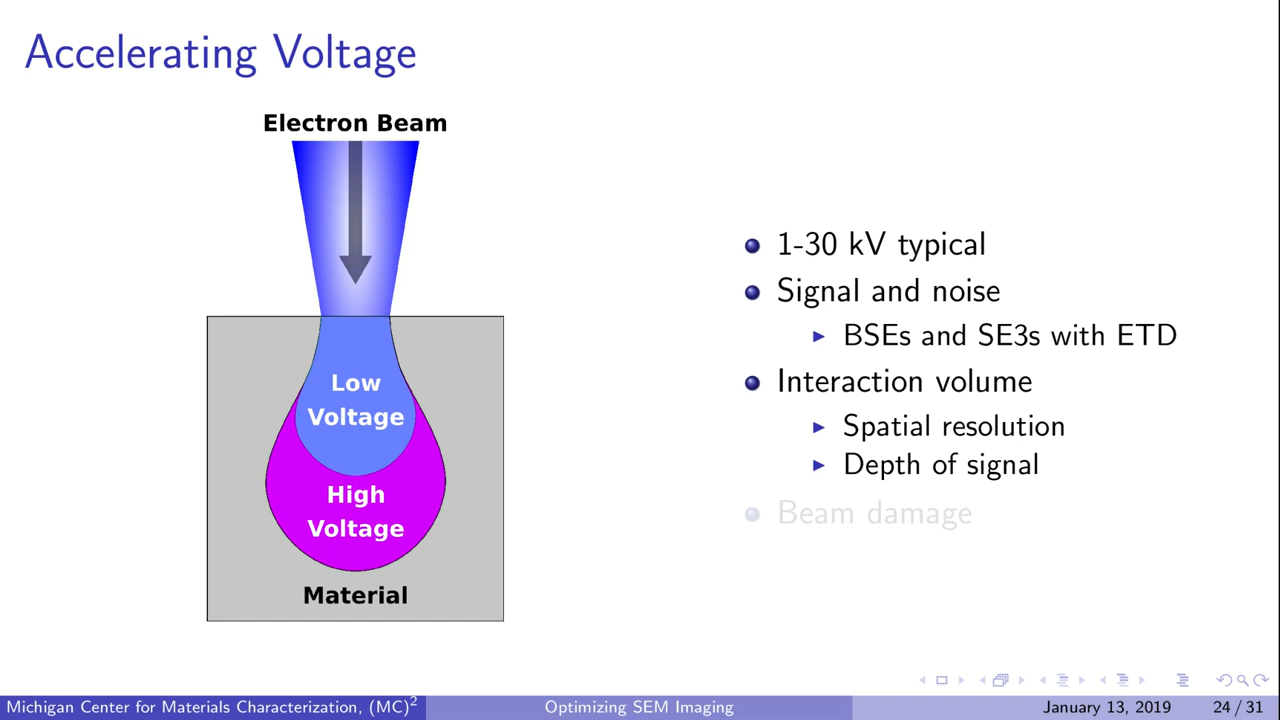 Accelerating Voltage
Electron Beam
Low
Voltage
High
Voltage
Material
1-30 kV typical
Signal and noise
BSEs and SE3s with ETD
Interaction volume
Spatial resolution
Depth of signal
Beam damage
Michigan Center for Materials Characterization, (MC)²
Optimizing SEM Imaging
January 13, 2019
24 / 31